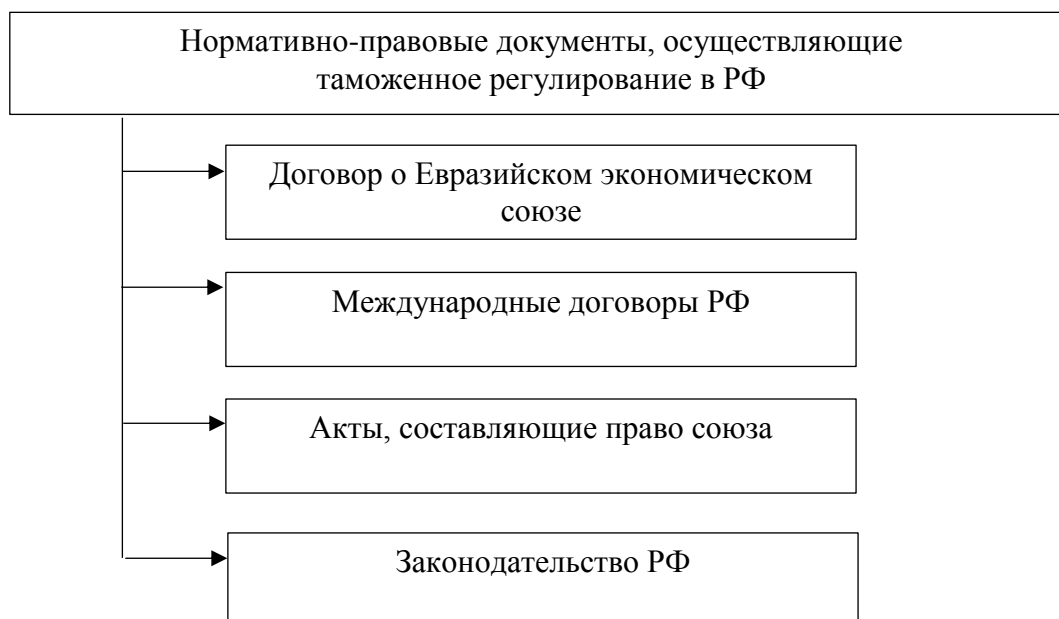 Нормативно-правовые документы, осуществляющие
таможенное регулирование в РФ
Договор о Евразийском экономическом
союзе
Международные договоры РФ
Акты, составляющие право союза
Законодательство РФ